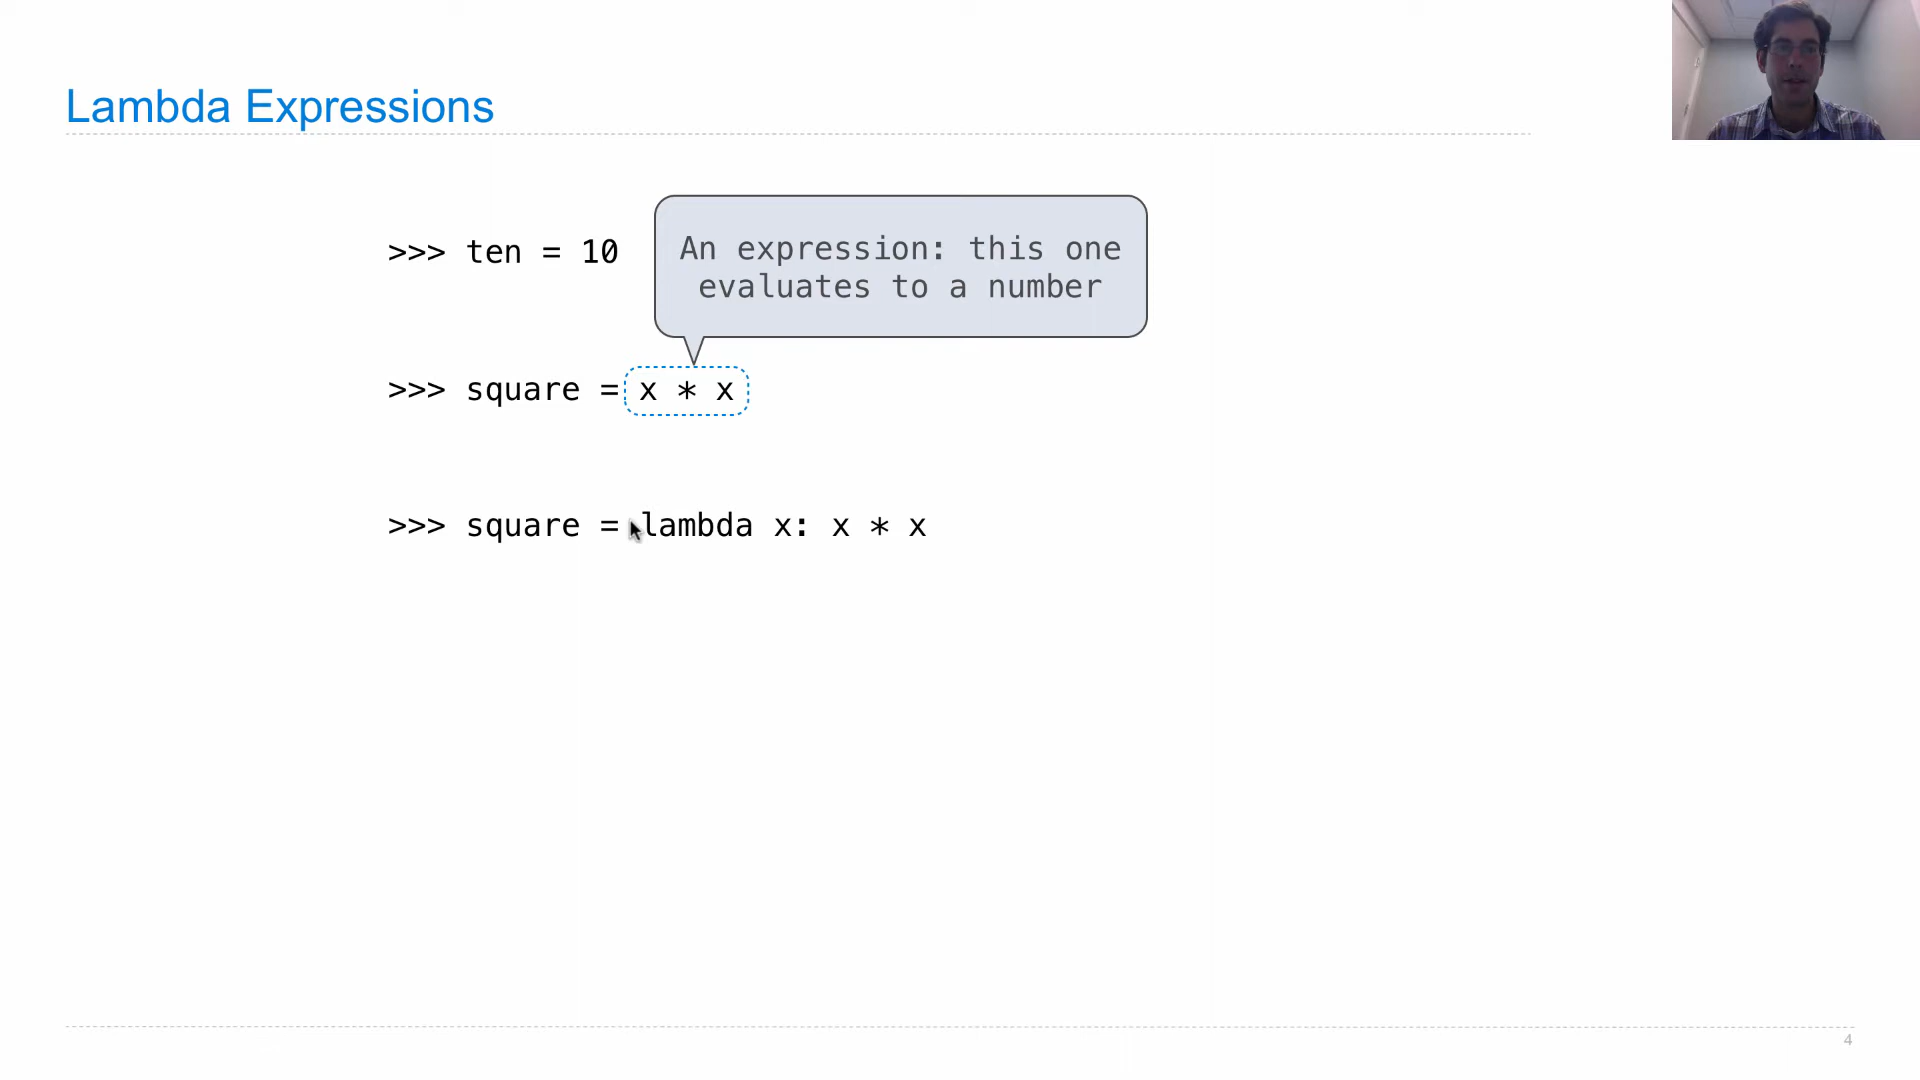 Lambda Expressions
>>> ten = 10
An expression: this one
evaluates to a number
>>> square = x * x
>>> square = lambda x: x * x
4